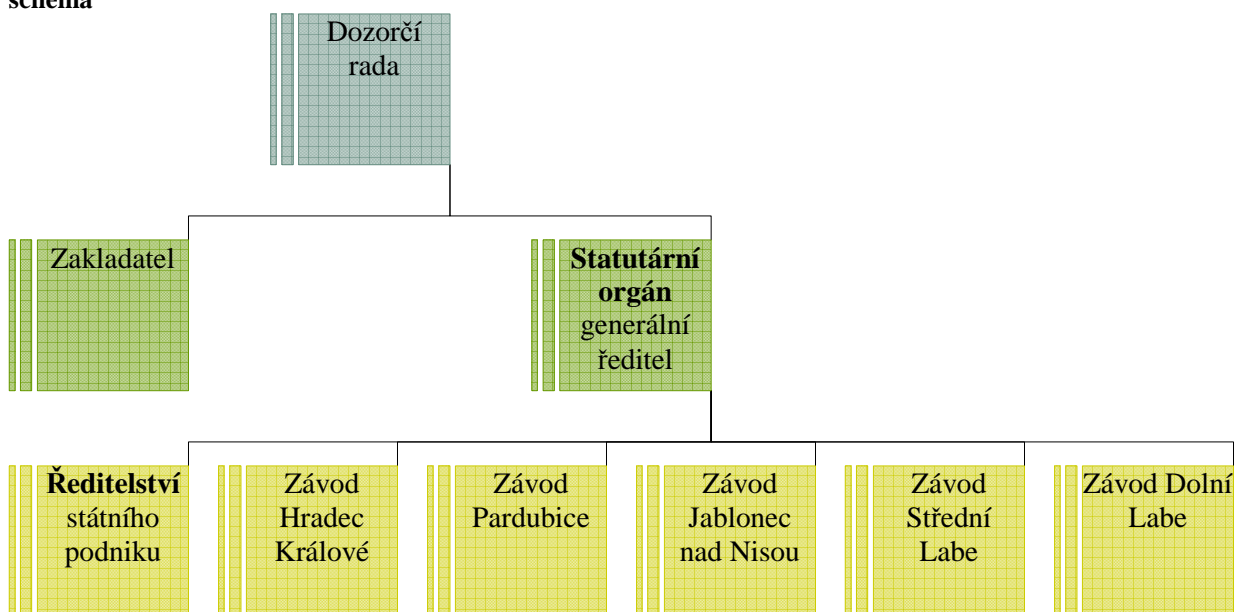 schéma
Dozorčí
rada
Zakladatel
Statutární
orgán
generální
ředitel
Ředitelství
státního
podniku
Závod
Hradec
Králové
Závod
Pardubice
Závod
Jablonec
nad Nisou
Závod
Střední
Labe
Závod Dolní
Labe